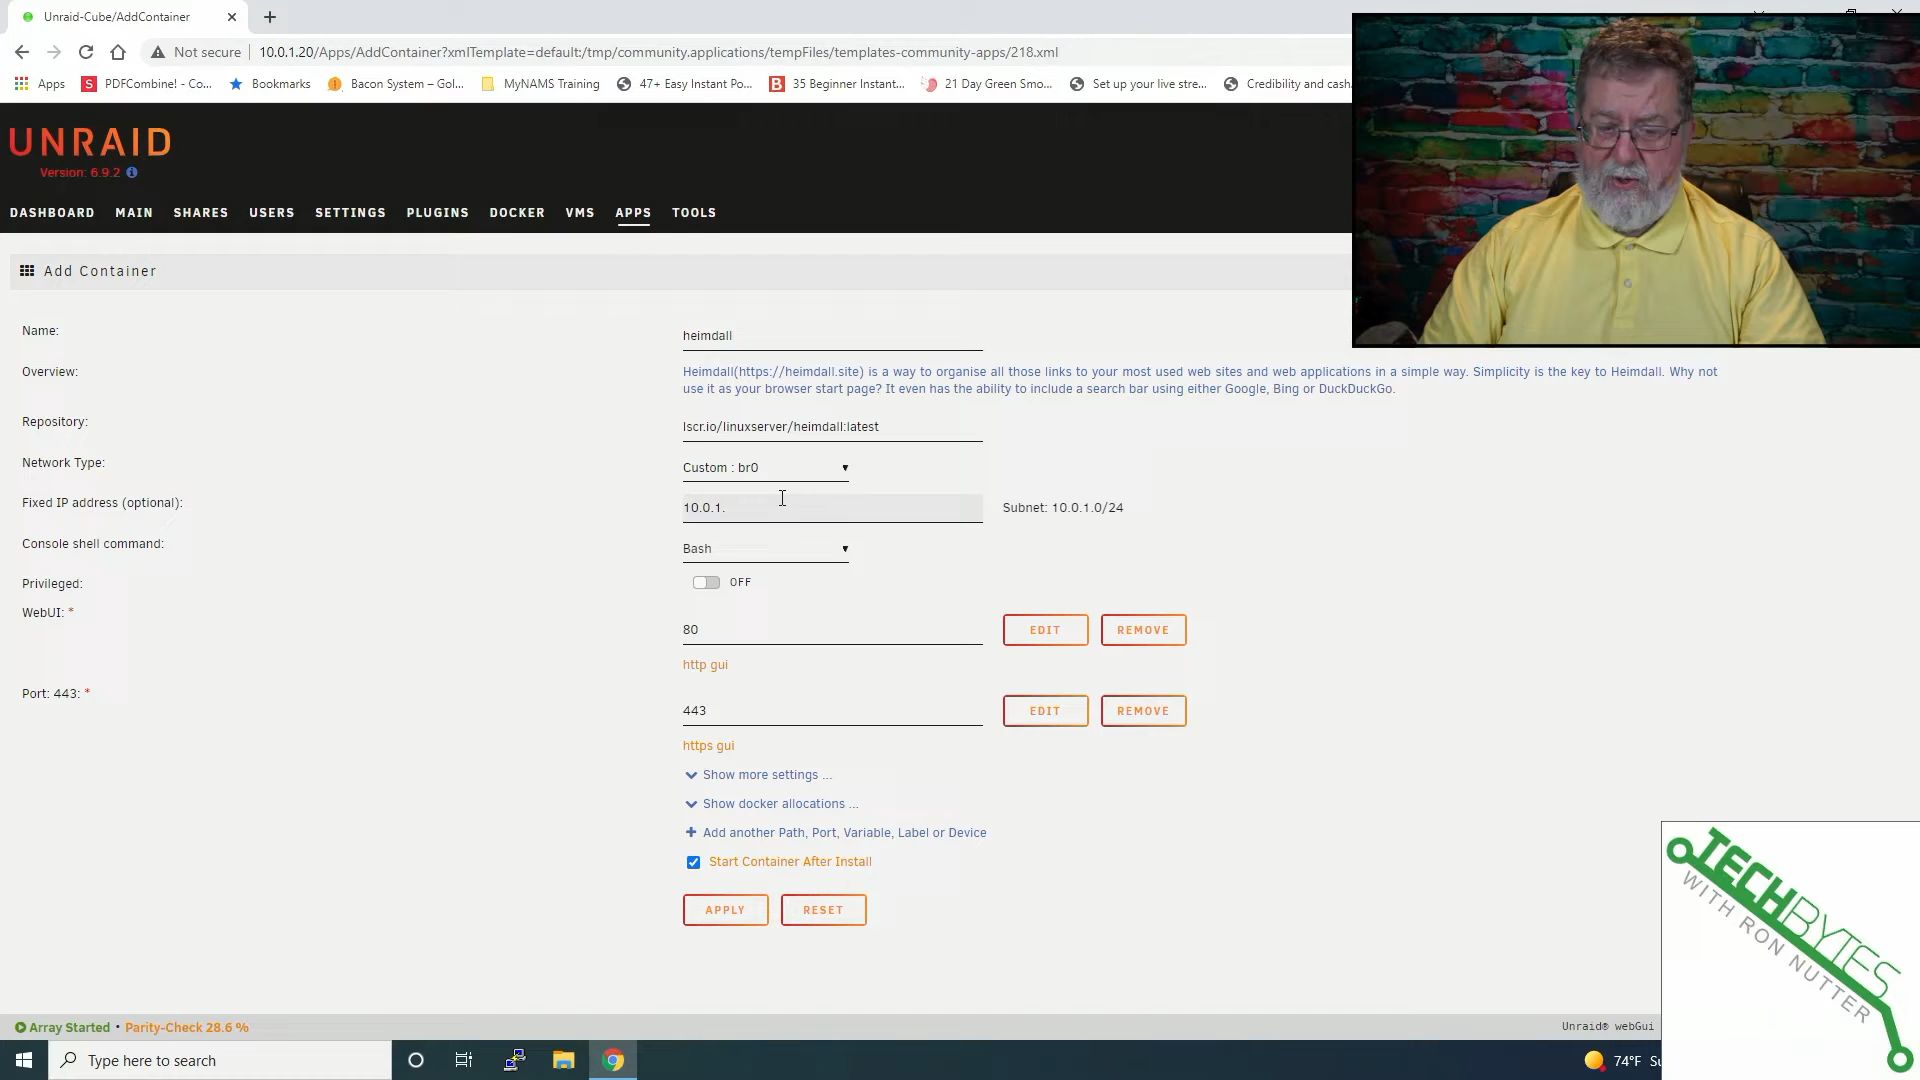 Unraid-Cube/AddContainer
Not secure
10.0.1.20/Apps/AddContainer?xmlTemplate=default:/tmp/community.applications/tempFiles/templates-community-apps/218.xml
Apps
PDFCombine! - Co...
Bookmarks
Bacon System – Gol...
MyNAMS Training
47+ Easy Instant Po...
35 Beginner Instant...
21 Day Green Smo...
Set up your live stre...
Credibility and cash
UNRAID
Version: 6.9.2
DASHBOARD MAIN SHARES USERS SETTINGS PLUGINS DOCKER VMS APPS TOOLS
Add Container
Name:
heimdall
Overview:
Heimdall(https://heimdall.site) is a way to organise all those links to your most used web sites and web applications in a simple way. Simplicity is the key to Heimdall. Why not
use it as your browser start page? It even has the ability to include a search bar using either Google, Bing or DuckDuckGo.
Repository:
lscr.io/linuxserver/heimdall:latest
Network Type:
Custom : br0
Fixed IP address (optional):
10.0.1.
Subnet: 10.0.1.0/24
Console shell command:
Bash
Privileged:
OFF
WebUI: *
80
EDIT
REMOVE
http gui
Port: 443: *
443
EDIT
REMOVE
https gui
Show more settings ...
Show docker allocations ...
Add another Path, Port, Variable, Label or Device
Start Container After Install
APPLY
RESET
TECHBYTES
WITH RON NUTTER
Array Started • Parity-Check 28.6 %
Unraid® webGui
Type here to search
74°F Su